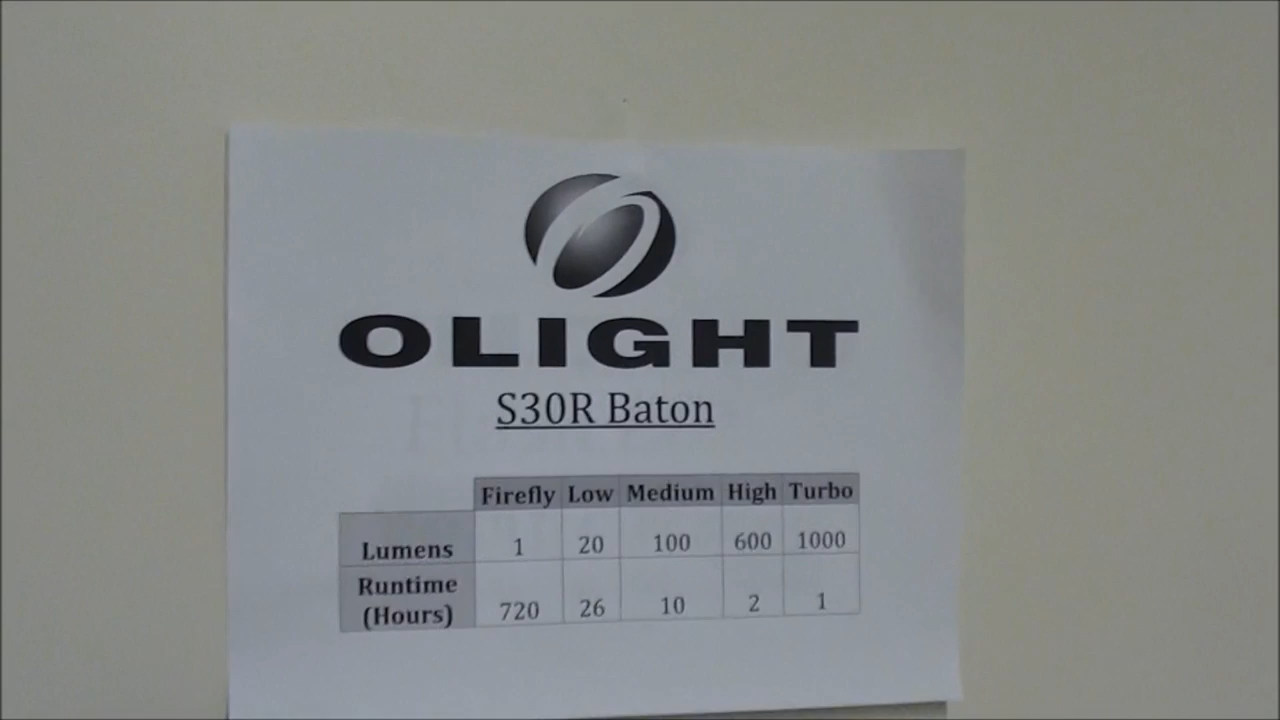 OLIGHT
S30R Baton
Firefly Low Medium High Turbo
Lumens 1 20 100 600 1000
Runtime
(Hours) 720 26 10 2 1